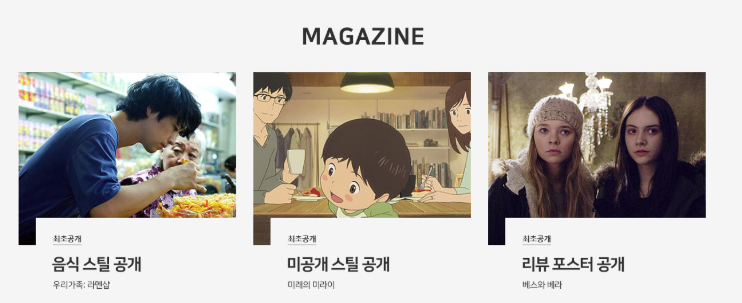 MAGAZINE
최초공개
음식 스틸 공개
우리가족: 라멘샵
최초공개
미공개 스틸 공개
미래의 미라이
최초공개
리뷰 포스터 공개
베스와 베라